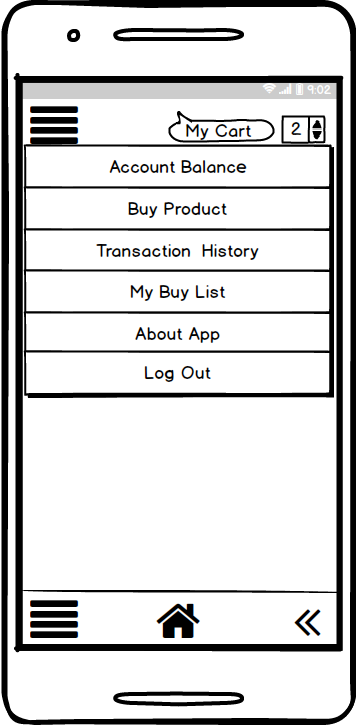 9:02
My Cart 2
Account Balance
Buy Product
Transaction History
My Buy List
About App
Log Out